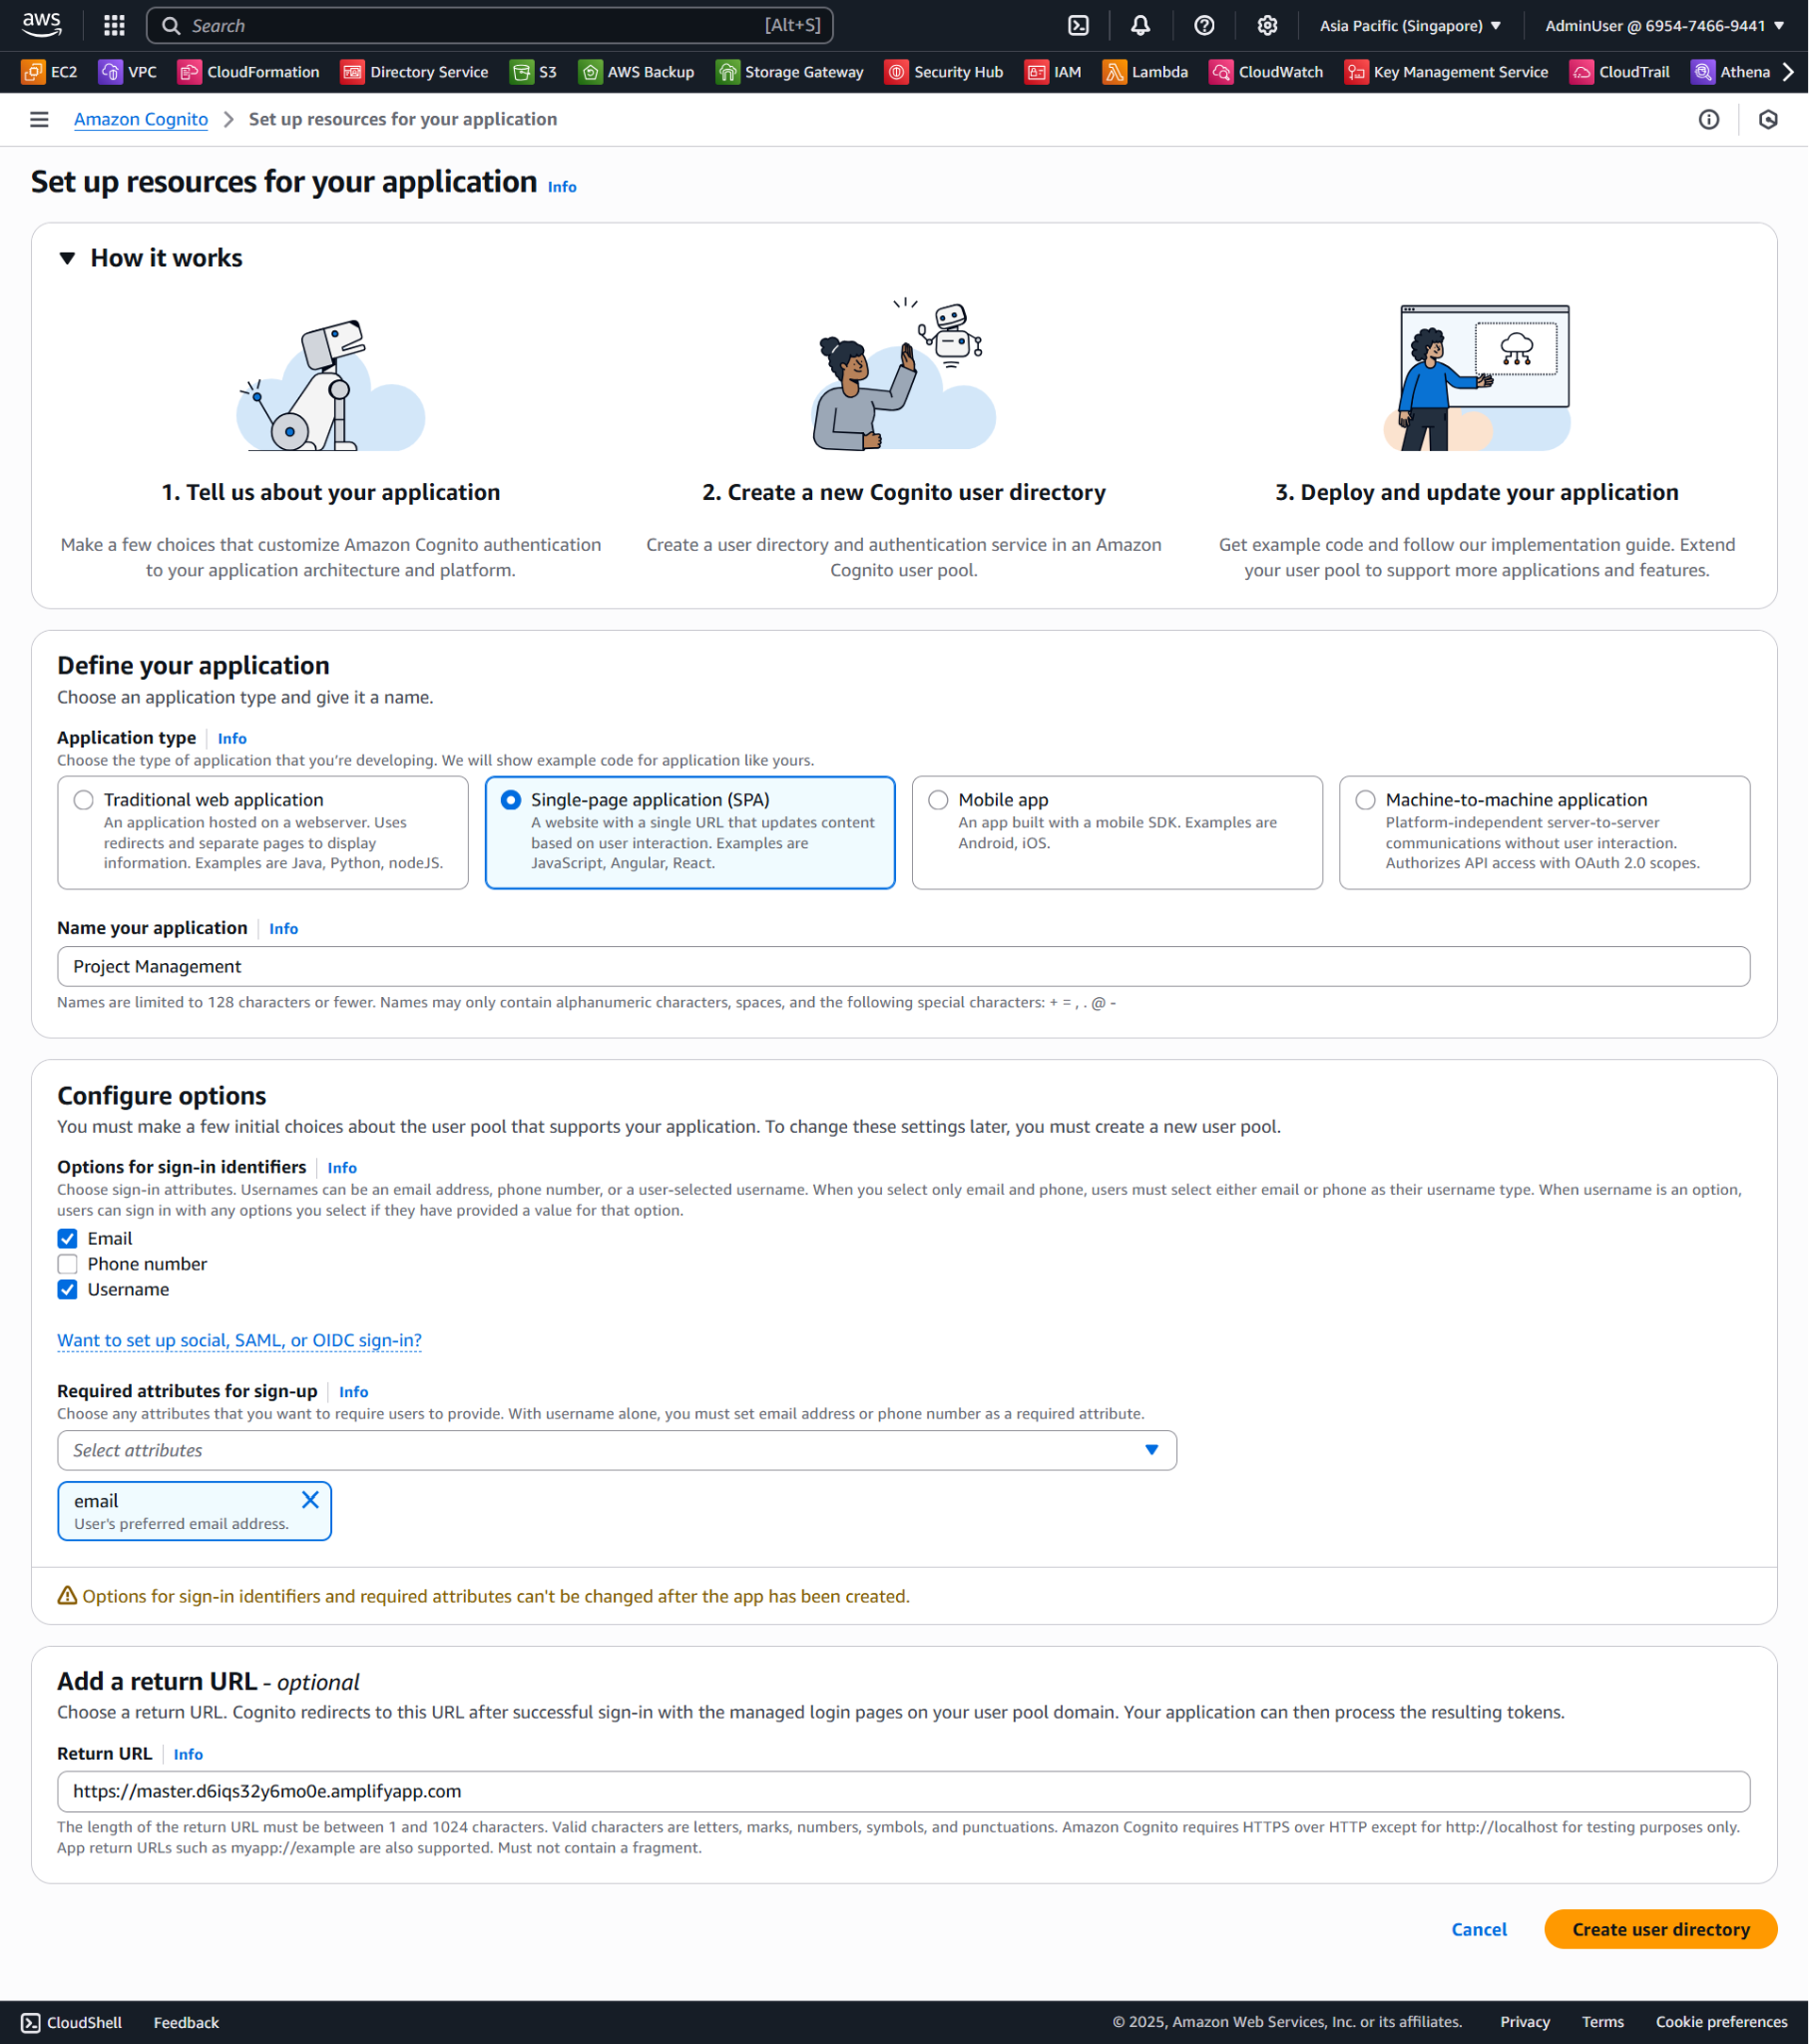 aws
Search
[Alt+S]
Asia Pacific (Singapore)
AdminUser @ 6954-7466-9441
EC2
VPC
CloudFormation
Directory Service
S3
AWS Backup
Storage Gateway
Security Hub
IAM
Lambda
CloudWatch
Key Management Service
CloudTrail
Athena
Amazon Cognito
Set up resources for your application
Set up resources for your application Info
How it works
1. Tell us about your application
Make a few choices that customize Amazon Cognito authentication
to your application architecture and platform.
2. Create a new Cognito user directory
Create a user directory and authentication service in an Amazon
Cognito user pool.
3. Deploy and update your application
Get example code and follow our implementation guide. Extend
your user pool to support more applications and features.
Define your application
Choose an application type and give it a name.
Application type Info
Choose the type of application that you're developing. We will show example code for application like yours.
Traditional web application
An application hosted on a webserver. Uses
redirects and separate pages to display
information. Examples are Java, Python, nodeJS.
Single-page application (SPA)
A website with a single URL that updates content
based on user interaction. Examples are
JavaScript, Angular, React.
Mobile app
An app built with a mobile SDK. Examples are
Android, iOS.
Machine-to-machine application
Platform-independent server-to-server
communications without user interaction.
Authorizes API access with OAuth 2.0 scopes.
Name your application Info
Project Management
Names are limited to 128 characters or fewer. Names may only contain alphanumeric characters, spaces, and the following special characters: + = , . @ -
Configure options
You must make a few initial choices about the user pool that supports your application. To change these settings later, you must create a new user pool.
Options for sign-in identifiers Info
Choose sign-in attributes. Usernames can be an email address, phone number, or a user-selected username. When you select only email and phone, users must select either email or phone as their username type. When username is an option,
users can sign in with any options you select if they have provided a value for that option.
Email
Phone number
Username
Want to set up social, SAML, or OIDC sign-in?
Required attributes for sign-up Info
Choose any attributes that you want to require users to provide. With username alone, you must set email address or phone number as a required attribute.
Select attributes
email
User's preferred email address.
Options for sign-in identifiers and required attributes can't be changed after the app has been created.
Add a return URL - optional
Choose a return URL. Cognito redirects to this URL after successful sign-in with the managed login pages on your user pool domain. Your application can then process the resulting tokens.
Return URL Info
https://master.d6iqs32y6mo0e.amplifyapp.com
The length of the return URL must be between 1 and 1024 characters. Valid characters are letters, marks, numbers, symbols, and punctuations. Amazon Cognito requires HTTPS over HTTP except for http://localhost for testing purposes only.
App return URLs such as myapp://example are also supported. Must not contain a fragment.
Cancel
Create user directory
CloudShell
Feedback
© 2025, Amazon Web Services, Inc. or its affiliates.
Privacy
Terms
Cookie preferences